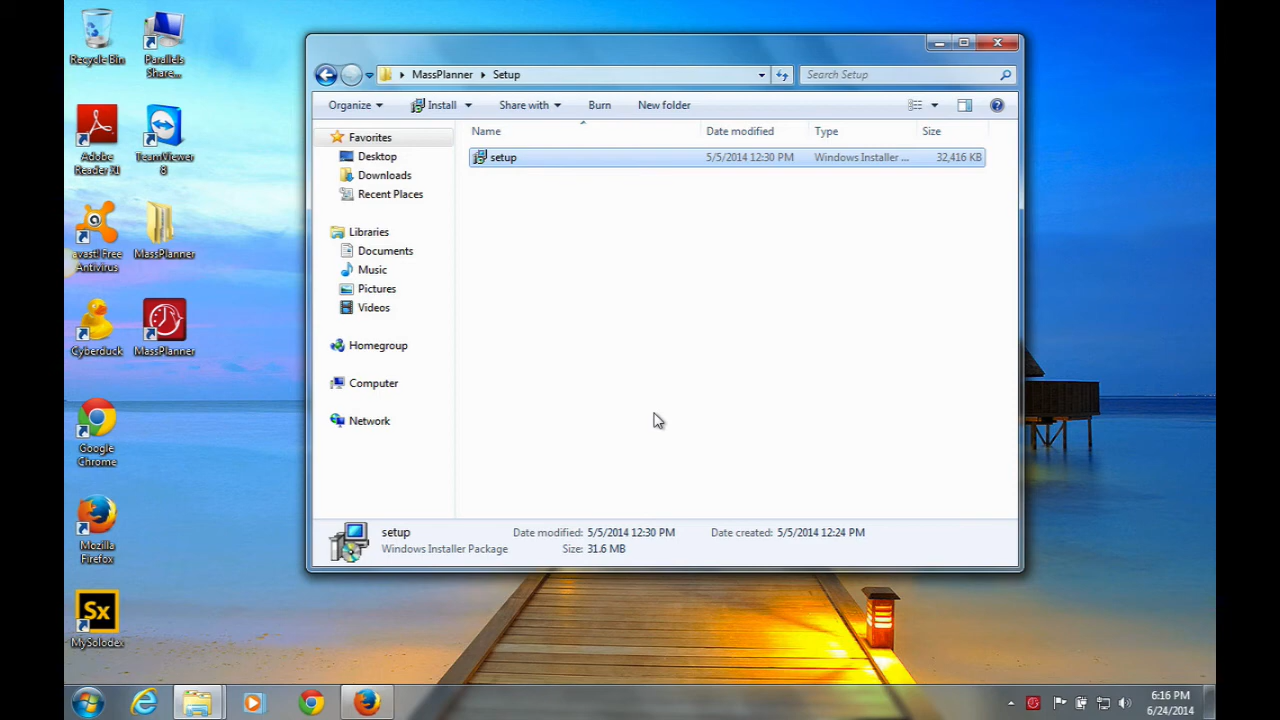 Recycle Bin
Parallels
Share...
Adobe
Reader XI
TeamViewer
8
avast! Free
Antivirus
MassPlanner
Cyberduck
MassPlanner
Google
Chrome
Mozilla
Firefox
Sx
MySolodex
MassPlanner Setup
Search Setup
Organize Install Share with Burn New folder
Name Date modified Type Size
setup 5/5/2014 12:30 PM Windows Installer ... 32,416 KB
Favorites
Desktop
Downloads
Recent Places
Libraries
Documents
Music
Pictures
Videos
Homegroup
Computer
Network
setup Date modified: 5/5/2014 12:30 PM Date created: 5/5/2014 12:24 PM
Windows Installer Package Size: 31.6 MB
6:16 PM
6/24/2014